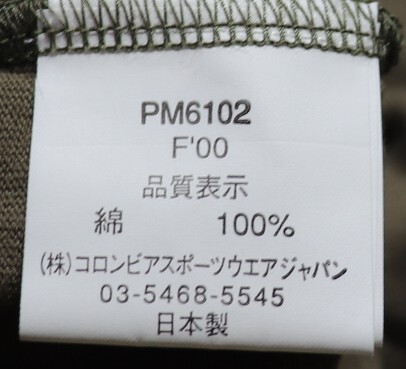 PM6102
F'00
品質表示
綿 100%
(株)コロンビアスポーツウエアジャパン
03-5468-5545
日本製